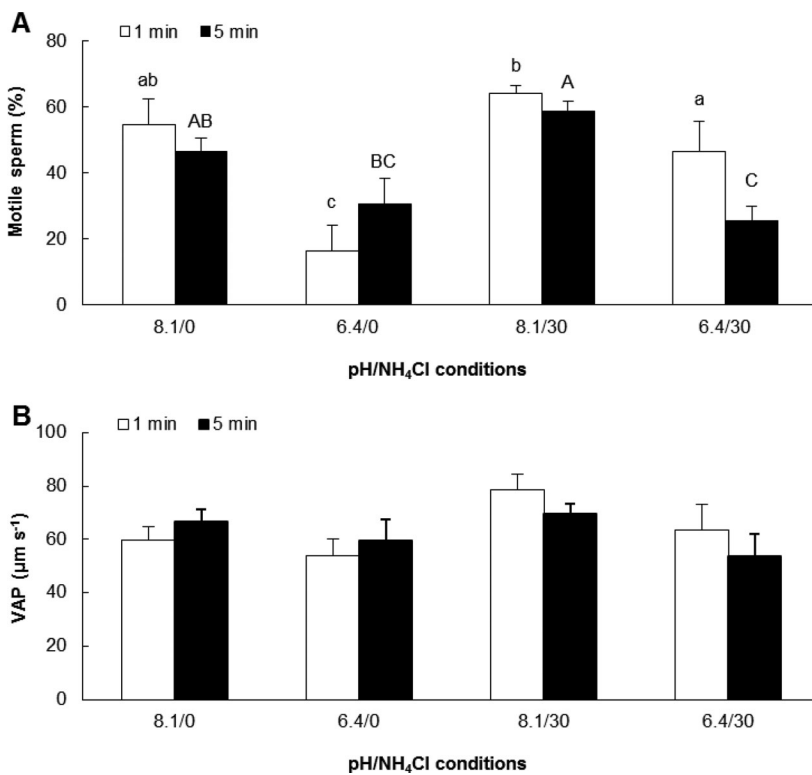 A
1 min 5 min
80
60
40
20
0
Motile sperm (%)
ab
AB
c
BC
b
A
a
C
8.1/0 6.4/0 8.1/30 6.4/30
pH/NH₄Cl conditions
B
1 min 5 min
100
80
60
40
20
0
VAP (µm s⁻¹)
8.1/0 6.4/0 8.1/30 6.4/30
pH/NH₄Cl conditions